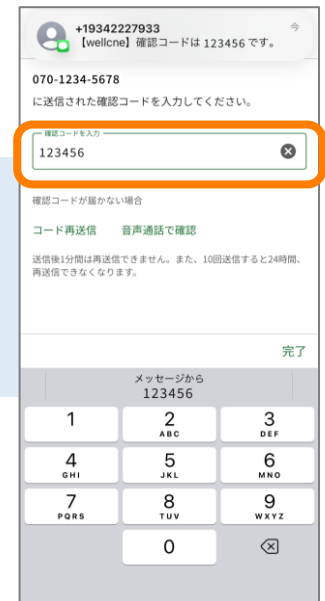 +19342227933
今
【wellcne】確認コードは 123456 です。
070-1234-5678
に送信された確認コードを入力してください。
確認コードを入力
123456
確認コードが届かない場合
コード再送信 音声通話で確認
送信後1分間は再送信できません。また、10回送信すると24時間、
再送信できなくなります。
完了
メッセージから
123456
1 2 3
ABC DEF
4 5 6
GHI JKL MNO
7 8 9
PQRS TUV WXYZ
0